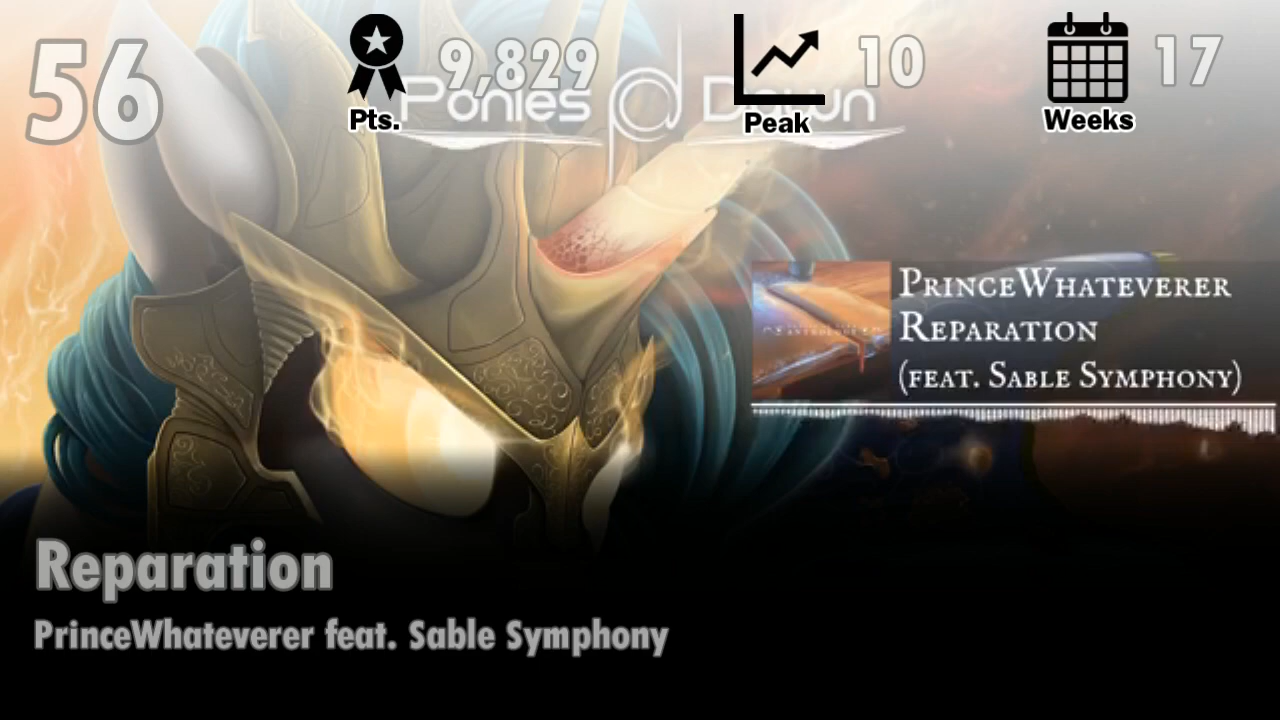 56
9,829
Pts.
10
Peak
17
Weeks
Ponies Dawn
PrinceWhateverer
Reparation
(feat. Sable Symphony)
Reparation
PrinceWhateverer feat. Sable Symphony